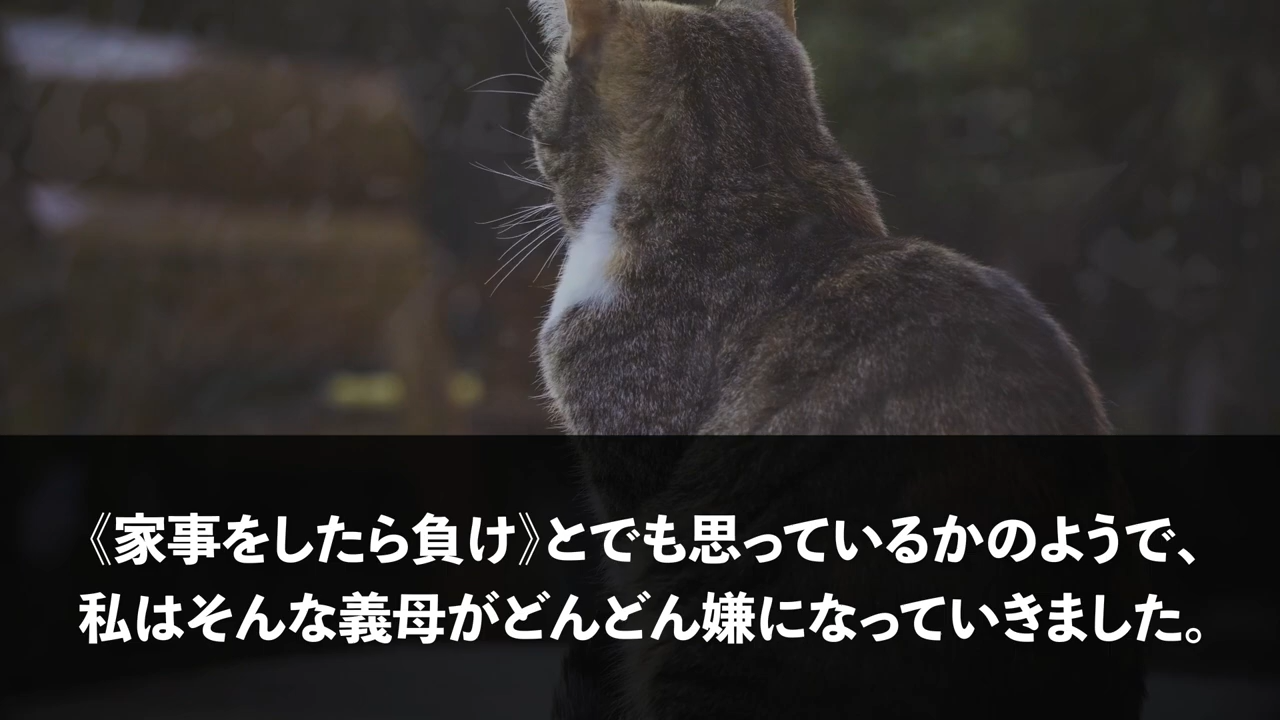 《家事をしたら負け》とでも思っているかのようで、
私はそんな義母がどんどん嫌になっていきました。